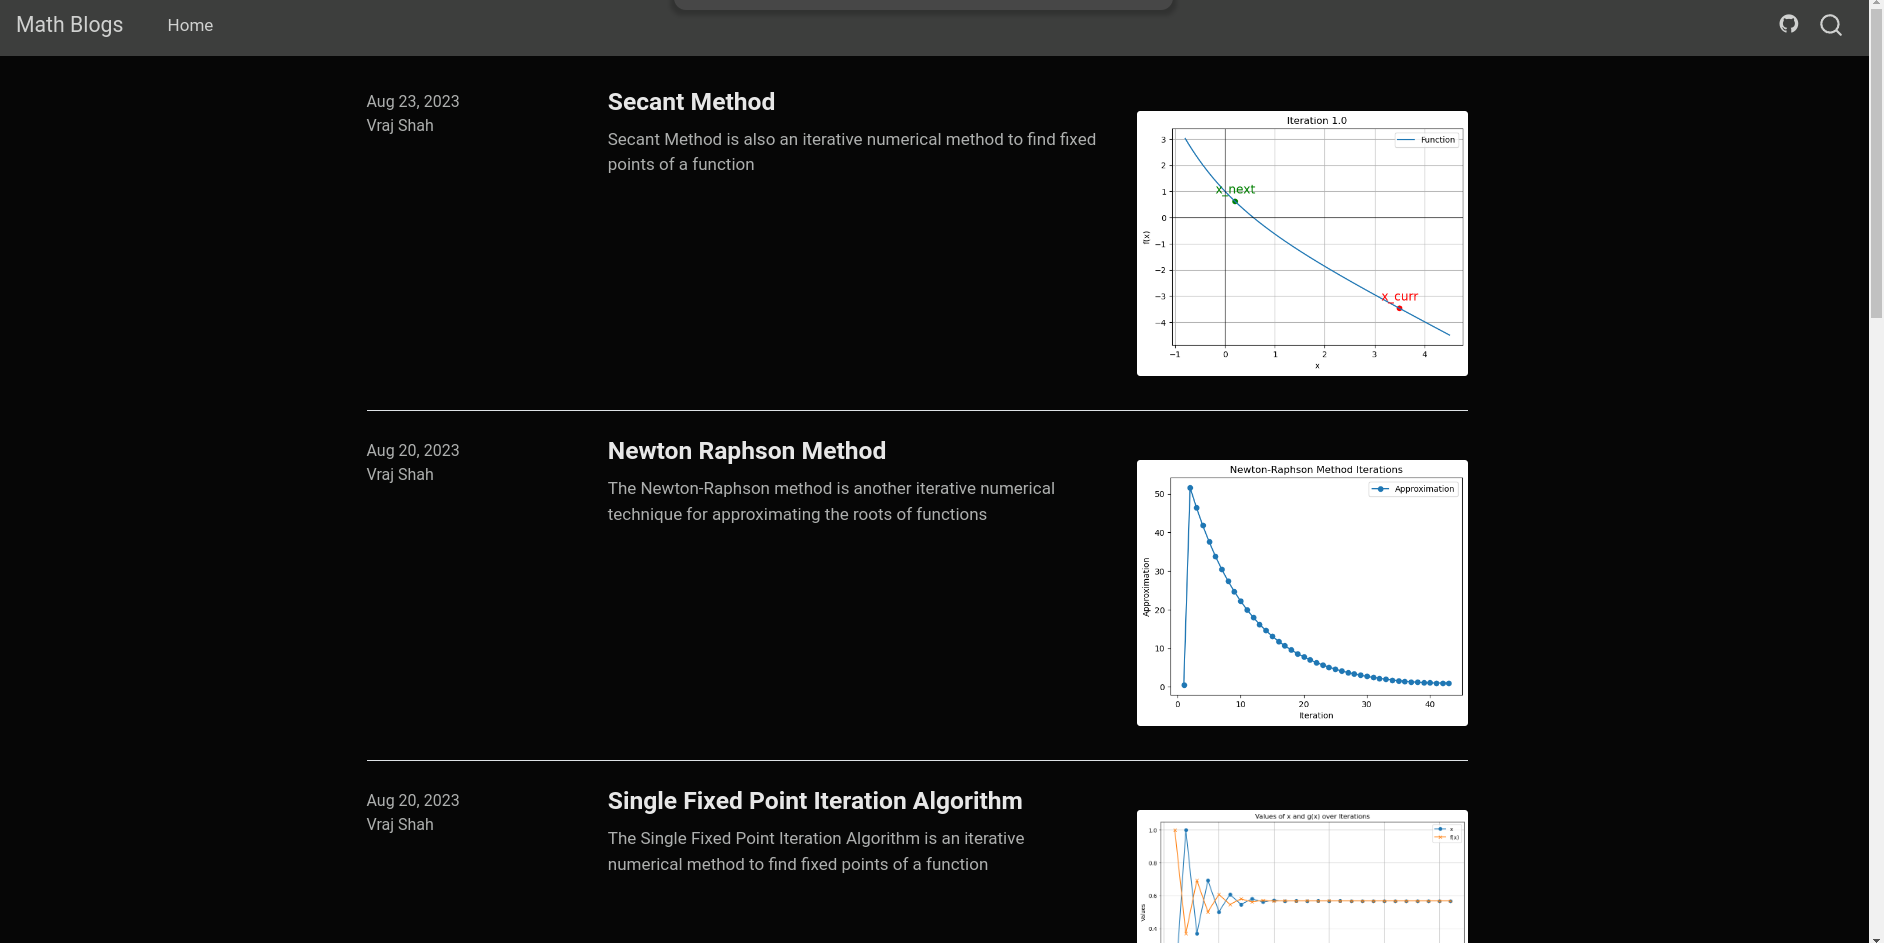 Math Blogs
Home
Aug 23, 2023
Vraj Shah
Secant Method
Secant Method is also an iterative numerical method to find fixed
points of a function
Iteration 1.0
Function
x_next
x_curr
f(x)
3
2
1
0
−1
−2
−3
−4
−1
0
1
2
3
4
x
Aug 20, 2023
Vraj Shah
Newton Raphson Method
The Newton-Raphson method is another iterative numerical
technique for approximating the roots of functions
Newton-Raphson Method Iterations
Approximation
Approximation
50
40
30
20
10
0
0
10
20
30
40
Iteration
Aug 20, 2023
Vraj Shah
Single Fixed Point Iteration Algorithm
The Single Fixed Point Iteration Algorithm is an iterative
numerical method to find fixed points of a function
Values of x and g(x) over Iterations
x
f(x)
1.0
0.8
0.6
0.4
Values